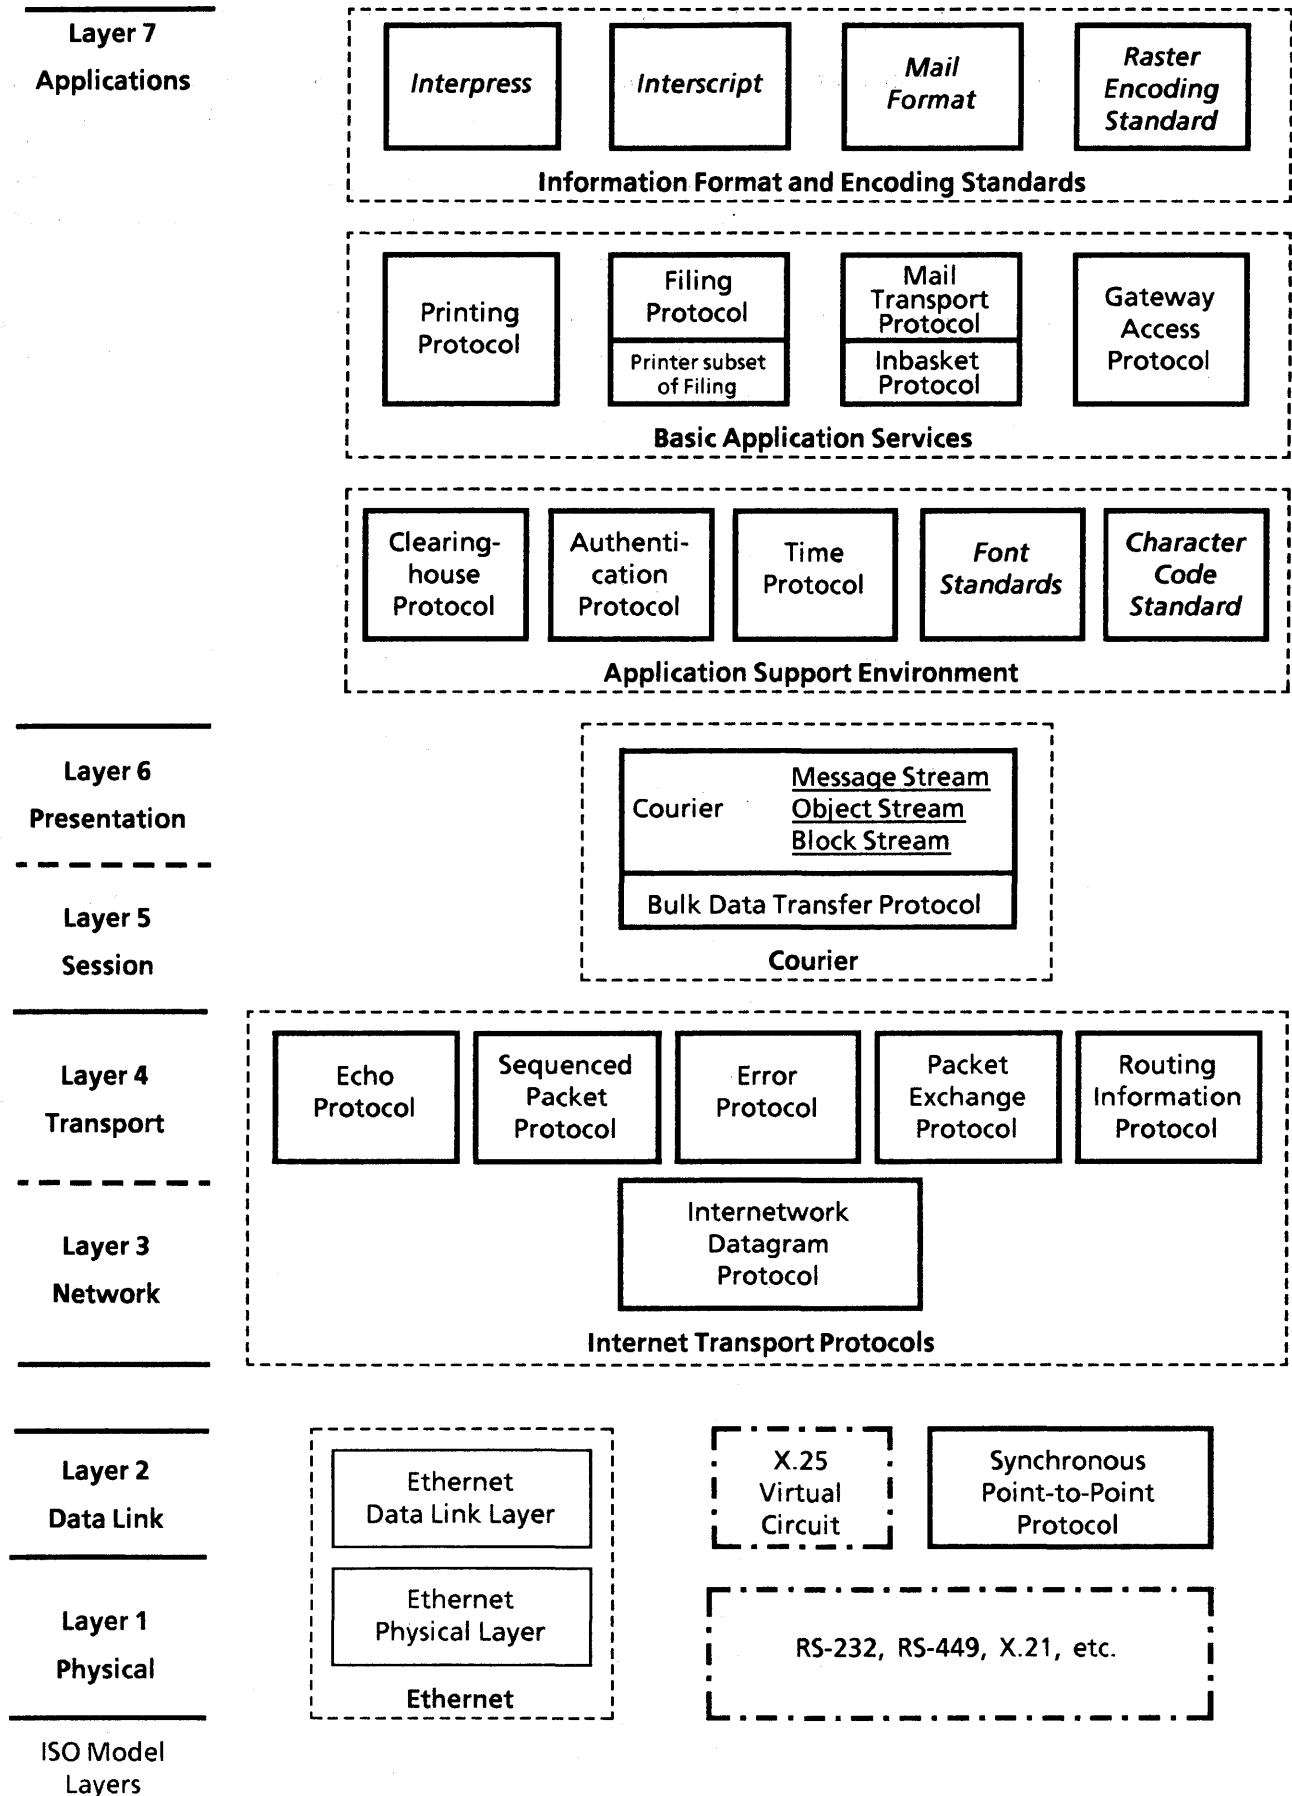 Layer 7
Applications
Interpress
Interscript
Mail
Format
Raster
Encoding
Standard
Information Format and Encoding Standards
Printing
Protocol
Filing
Protocol
Printer subset
of Filing
Mail
Transport
Protocol
Inbasket
Protocol
Gateway
Access
Protocol
Basic Application Services
Clearing-
house
Protocol
Authenti-
cation
Protocol
Time
Protocol
Font
Standards
Character
Code
Standard
Application Support Environment
Layer 6
Presentation
Courier
Message Stream
Object Stream
Block Stream
Layer 5
Session
Bulk Data Transfer Protocol
Courier
Layer 4
Transport
Echo
Protocol
Sequenced
Packet
Protocol
Error
Protocol
Packet
Exchange
Protocol
Routing
Information
Protocol
Layer 3
Network
Internetwork
Datagram
Protocol
Internet Transport Protocols
Layer 2
Data Link
Ethernet
Data Link Layer
X.25
Virtual
Circuit
Synchronous
Point-to-Point
Protocol
Layer 1
Physical
Ethernet
Physical Layer
Ethernet
RS-232, RS-449, X.21, etc.
ISO Model
Layers